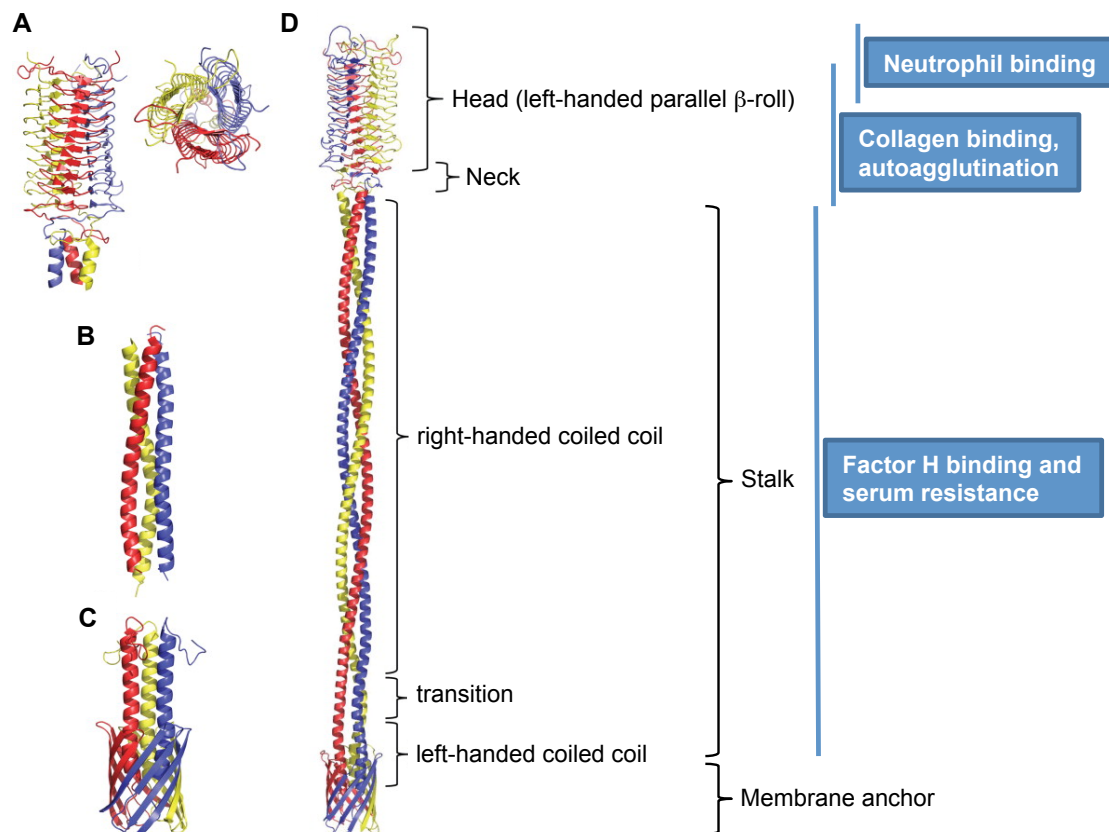 A
D
Neutrophil binding
Head (left-handed parallel β-roll)
Collagen binding,
autoagglutination
Neck
B
right-handed coiled coil
Stalk
Factor H binding and
serum resistance
C
transition
left-handed coiled coil
Membrane anchor